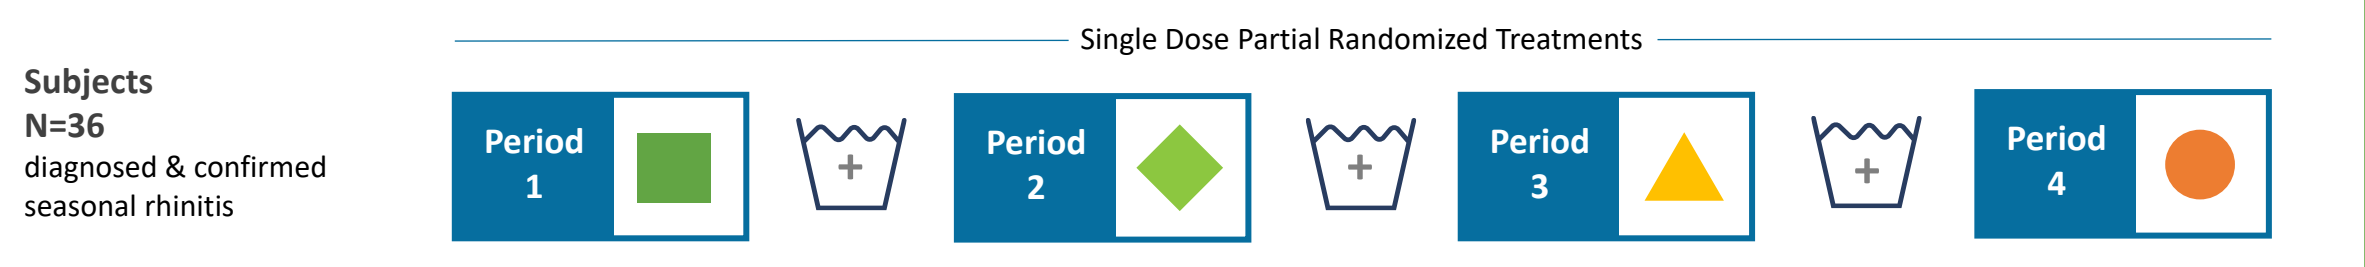 Single Dose Partial Randomized Treatments
Subjects
N=36
diagnosed & confirmed
seasonal rhinitis
Period
1
+
Period
2
+
Period
3
+
Period
4